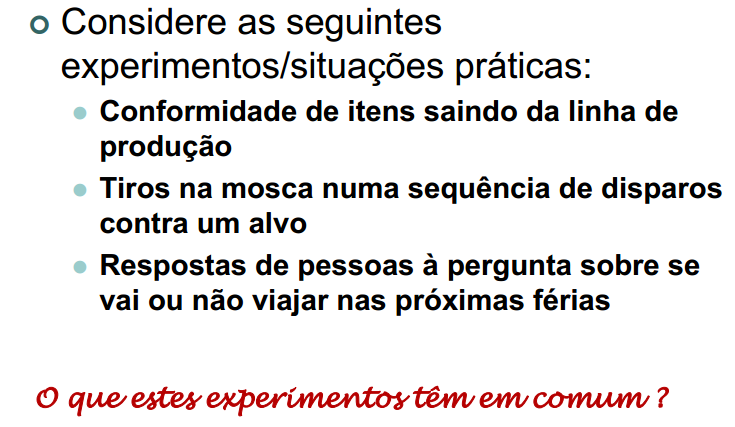 Considere as seguintes
experimentos/situações práticas:
Conformidade de itens saindo da linha de
produção
Tiros na mosca numa sequência de disparos
contra um alvo
Respostas de pessoas à pergunta sobre se
vai ou não viajar nas próximas férias
O que estes experimentos têm em comum ?